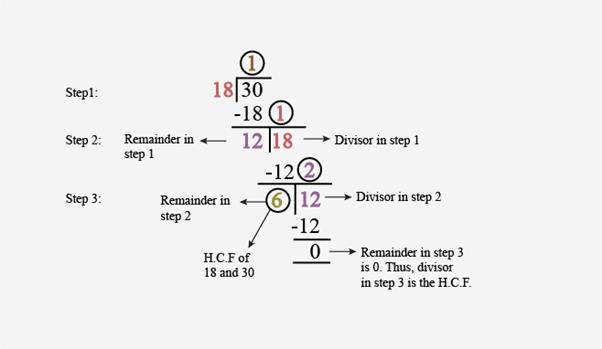 1
Step1: 18 30
-18 1
Step 2: Remainder in step 1 12 18 Divisor in step 1
-12 2
Step 3: Remainder in step 2 6 12 Divisor in step 2
-12
H.C.F of
18 and 30
0 Remainder in step 3
is 0. Thus, divisor
in step 3 is the H.C.F.